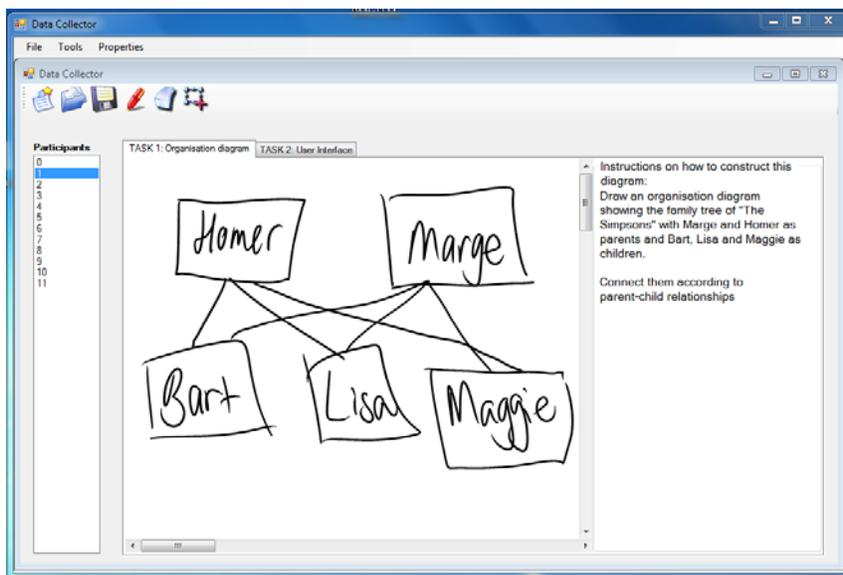 Data Collector
File Tools Properties
Data Collector
Participants
0
1
2
3
4
5
6
7
8
9
10
11
TASK 1: Organisation diagram TASK 2: User Interface
Homer Marge
Bart Lisa Maggie
Instructions on how to construct this
diagram:
Draw an organisation diagram
showing the family tree of "The
Simpsons" with Marge and Homer as
parents and Bart, Lisa and Maggie as
children.
Connect them according to
parent-child relationships